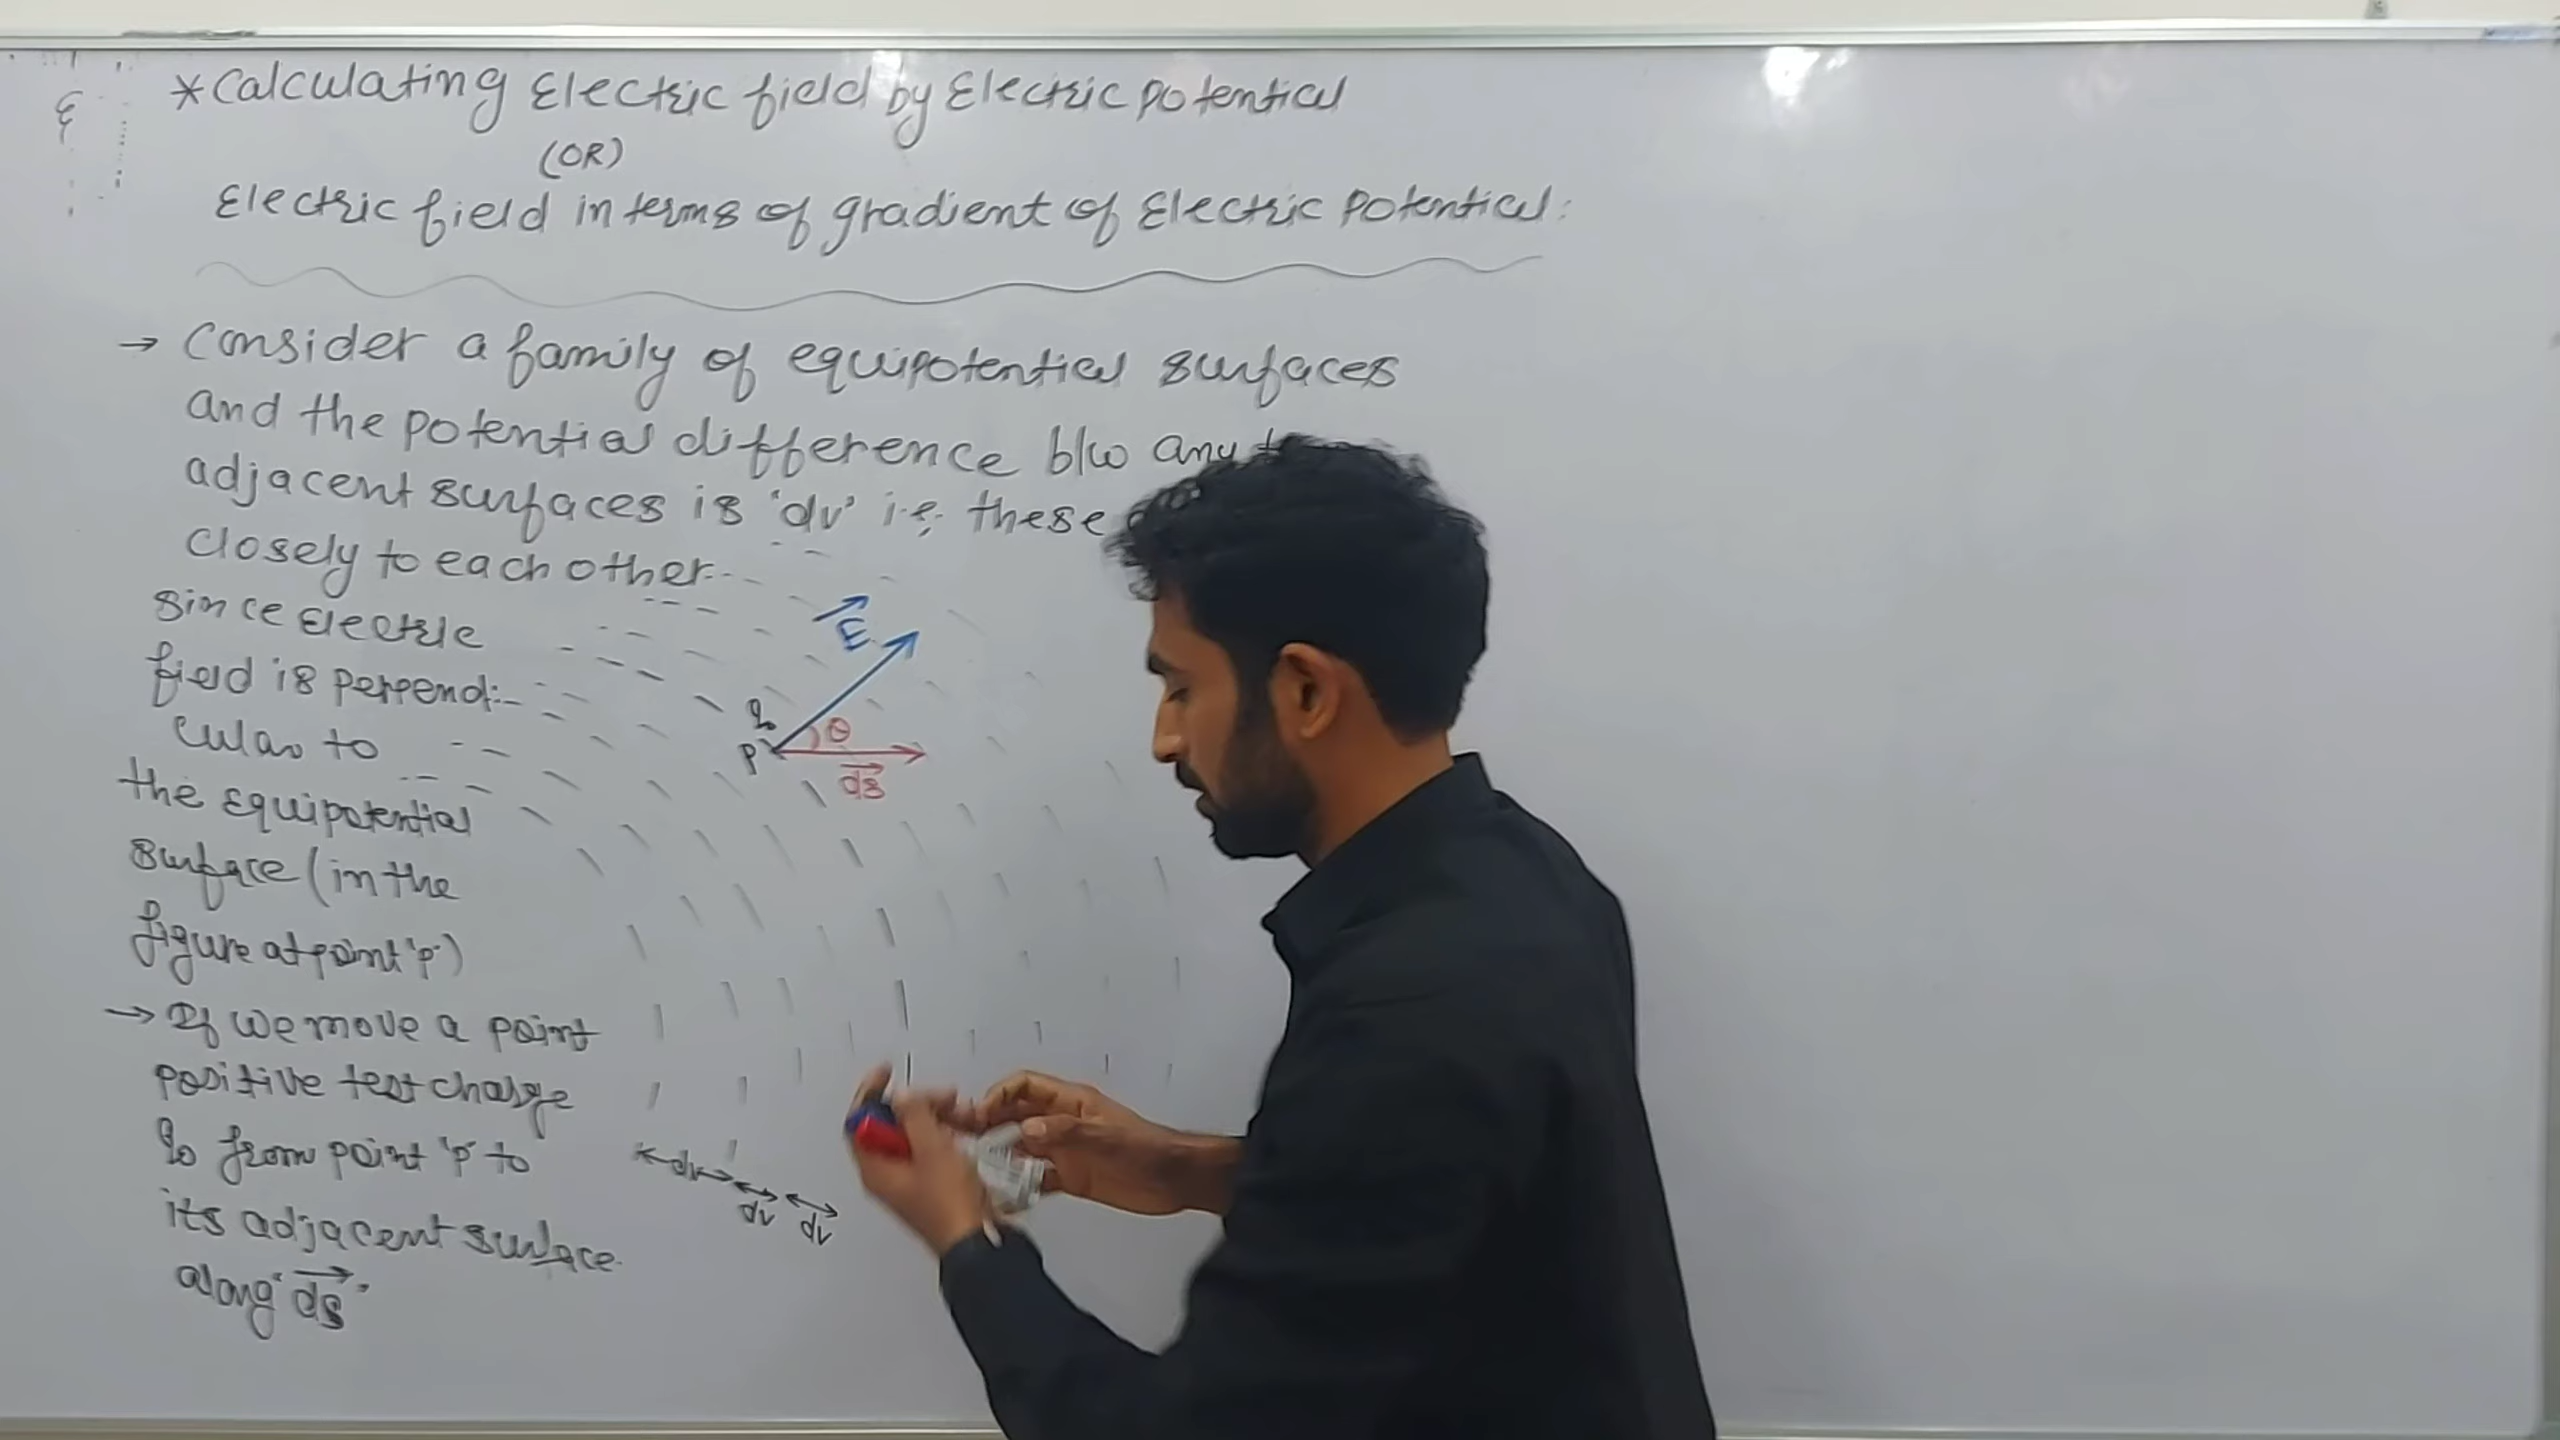 * Calculating Electric field by Electric potential
(OR)
Electric field in terms of gradient of Electric Potential:
→ Consider a family of equipotential surfaces
and the potential difference b/w any
adjacent surfaces is 'dv' i.e; these
closely to each other.
since Electric
field is perpendi-
cular to
the equipotential
surface (in the
figure at point 'p')
→ If we move a point
positive test charge
q₀ from point 'p' to
its adjacent surface.
along "ds"
E
q₀
θ
P
ds
dv
dv
dv